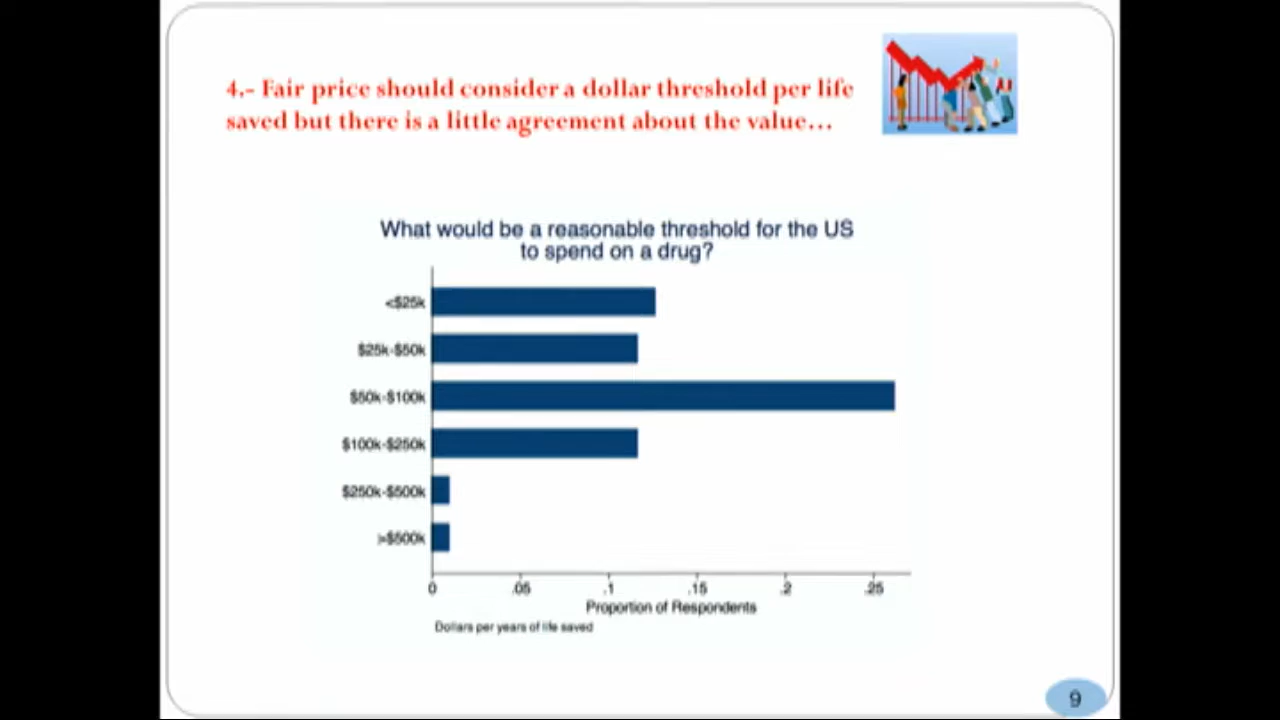 4.- Fair price should consider a dollar threshold per life
saved but there is a little agreement about the value…
What would be a reasonable threshold for the US
to spend on a drug?
<$25k
$25k-$50k
$50k-$100k
$100k-$250k
$250k-$500k
>=$500k
0 .05 .1 .15 .2 .25
Proportion of Respondents
Dollars per years of life saved
9